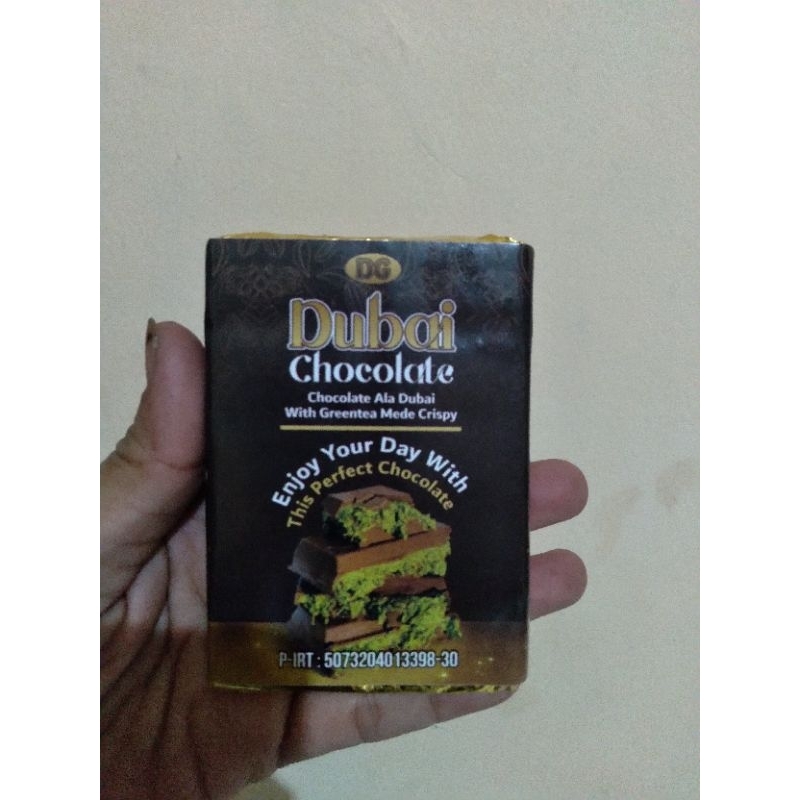 DG
Dubai
Chocolate
Chocolate Ala Dubai
With Greentea Mede Crispy
Enjoy Your Day With
This Perfect Chocolate
P-IRT : 5073204013398-30